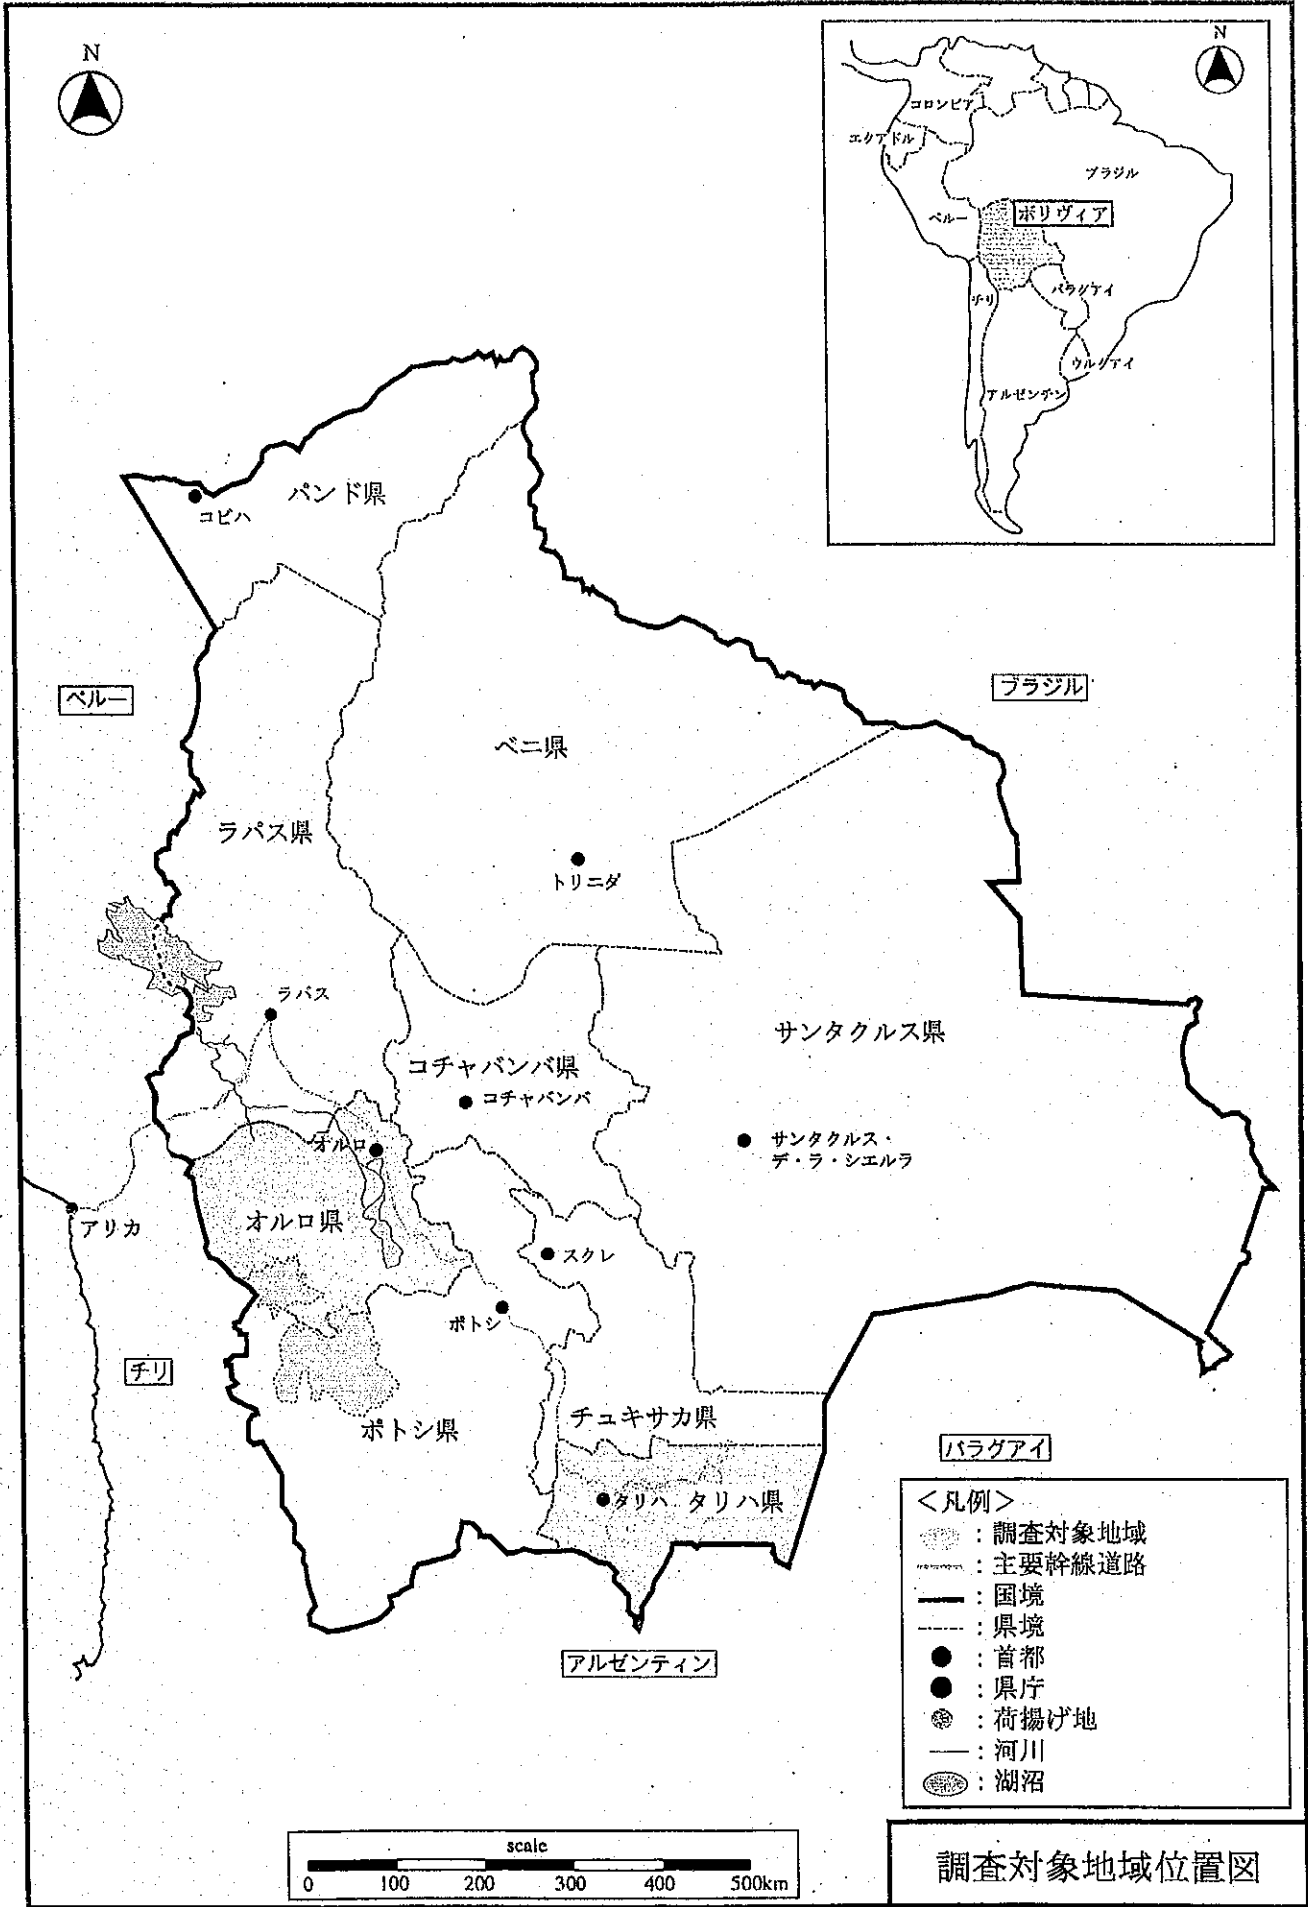 N
N
コロンビア
エクアドル
ブラジル
ペルー
ボリヴィア
チリ
パラグアイ
ウルグアイ
アルゼンチン
パンド県
コビハ
ペルー
ブラジル
ベニ県
ラパス県
トリニダ
ラパス
サンタクルス県
コチャバンバ県
コチャバンバ
オルロ
サンタクルス・
デ・ラ・シエルラ
アリカ
オルロ県
スクレ
ポトシ
チリ
チュキサカ県
ポトシ県
パラグアイ
タリハ
タリハ県
アルゼンティン
<凡例>
:調査対象地域
:主要幹線道路
:国境
:県境
:首都
:県庁
:荷揚げ地
:河川
:湖沼
scale
0 100 200 300 400 500km
調査対象地域位置図